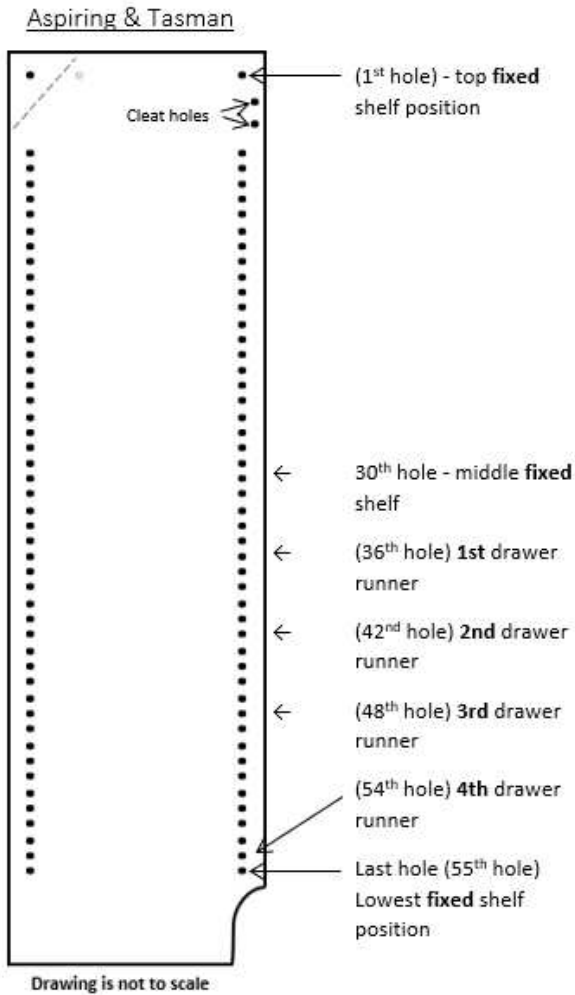 Aspiring & Tasman
(1st hole) - top fixed
shelf position
Cleat holes
30th hole - middle fixed
shelf
(36th hole) 1st drawer
runner
(42nd hole) 2nd drawer
runner
(48th hole) 3rd drawer
runner
(54th hole) 4th drawer
runner
Last hole (55th hole)
Lowest fixed shelf
position
Drawing is not to scale